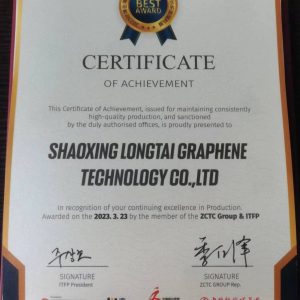 BEST
AWARD
CERTIFICATE
OF ACHIEVEMENT
This Certificate of Achievement, issued for maintaining consistently
high-quality production, and sanctioned
by the duly authorised offices, is proudly presented to
SHAOXING LONGTAI GRAPHENE
TECHNOLOGY CO.,LTD
In recognition of your continuing excellence in Production.
Awarded on the 2023. 3. 23 by the member of the ZCTC Group & ITFP
SIGNATURE
ITFP President
SIGNATURE
ZCTC GROUP Rep.